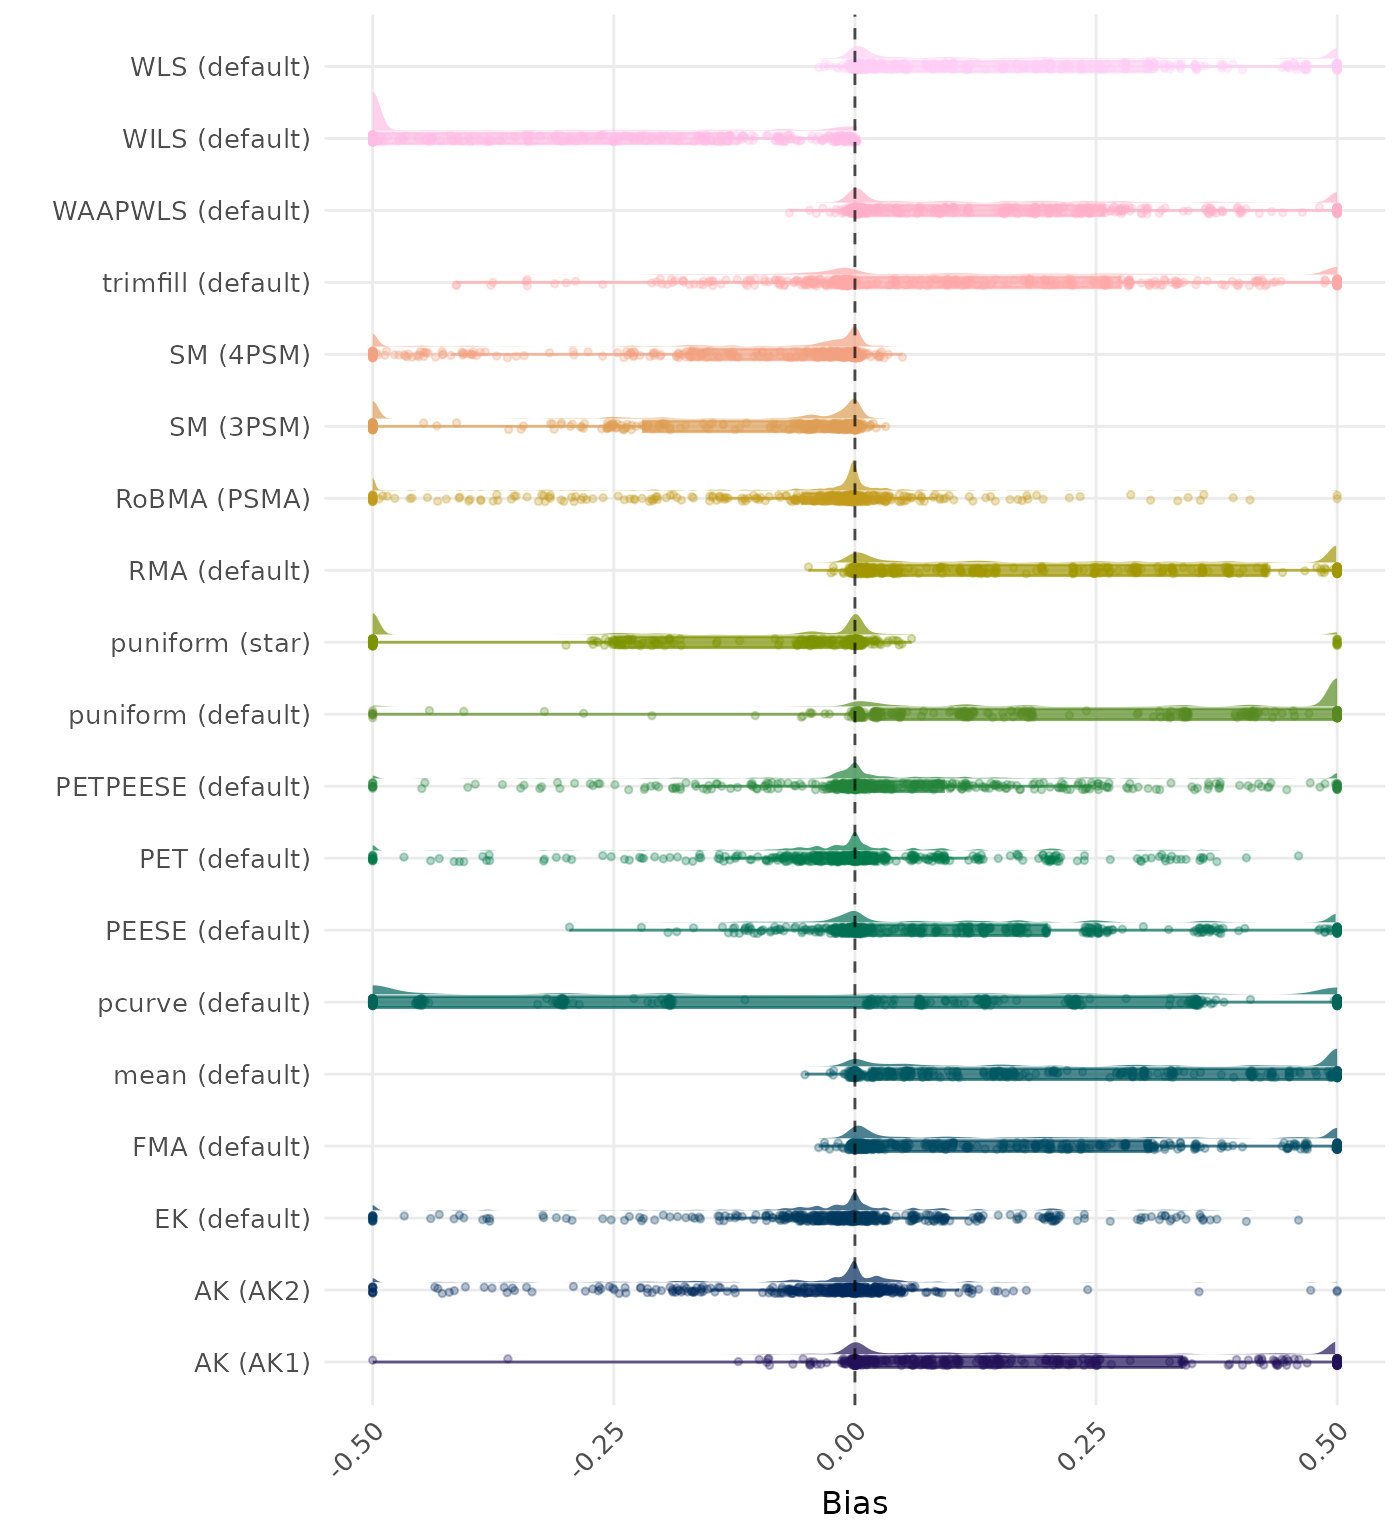 WLS (default)
WILS (default)
WAAPWLS (default)
trimfill (default)
SM (4PSM)
SM (3PSM)
RoBMA (PSMA)
RMA (default)
puniform (star)
puniform (default)
PETPEESE (default)
PET (default)
PEESE (default)
pcurve (default)
mean (default)
FMA (default)
EK (default)
AK (AK2)
AK (AK1)
-0.50 -0.25 0.00 0.25 0.50
Bias